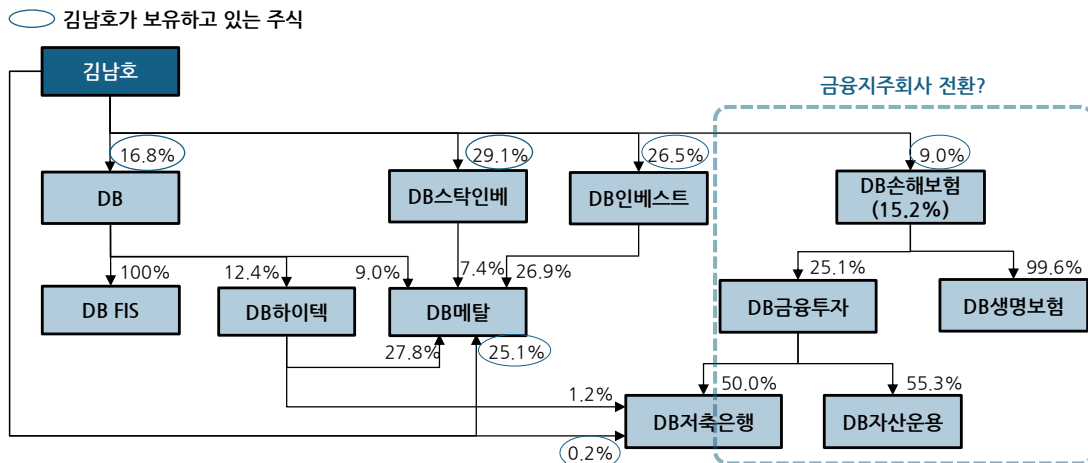 김남호가 보유하고 있는 주식
김남호
금융지주회사 전환?
16.8%
29.1%
26.5%
9.0%
DB
DB스탁인베
DB인베스트
DB손해보험
(15.2%)
100%
12.4%
9.0%
7.4%
26.9%
25.1%
99.6%
DB FIS
DB하이텍
DB메탈
DB금융투자
DB생명보험
27.8%
25.1%
1.2%
50.0%
55.3%
DB저축은행
DB자산운용
0.2%